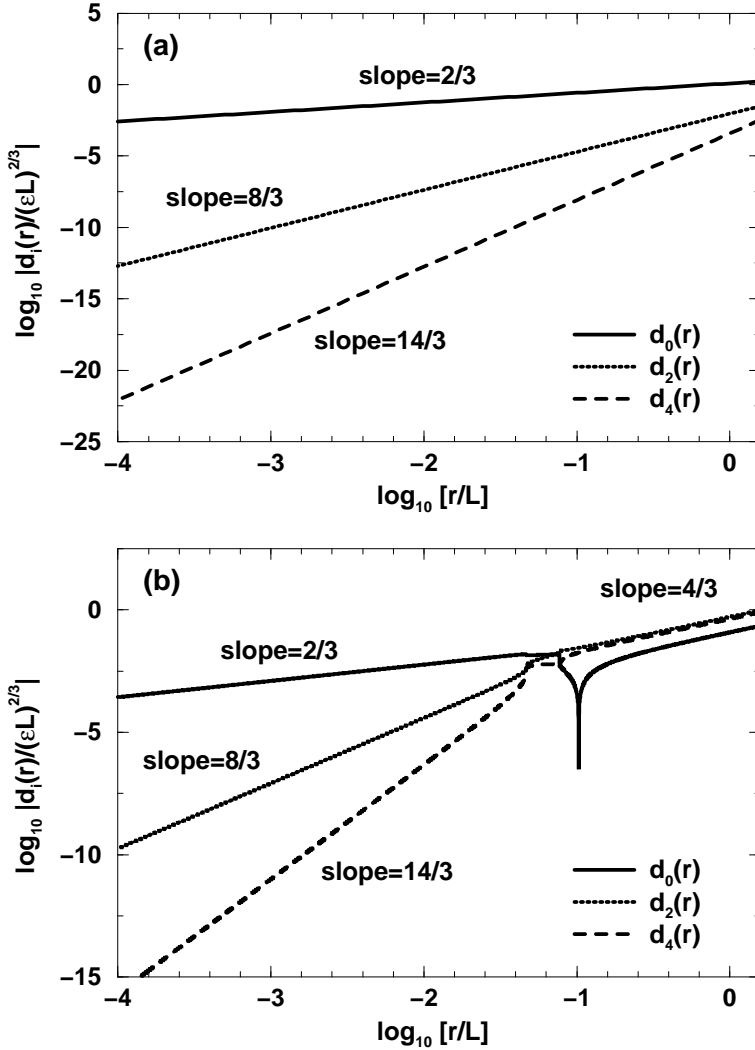 (a)
5
0
−5
−10
−15
−20
−25
log₁₀ |dᵢ(r)/(εL)^{2/3}|
slope=2/3
slope=8/3
slope=14/3
d₀(r)
d₂(r)
d₄(r)
−4 −3 −2 −1 0
log₁₀ [r/L]
(b)
0
−5
−10
−15
log₁₀ |dᵢ(r)/(εL)^{2/3}|
slope=4/3
slope=2/3
slope=8/3
slope=14/3
d₀(r)
d₂(r)
d₄(r)
−4 −3 −2 −1 0
log₁₀ [r/L]